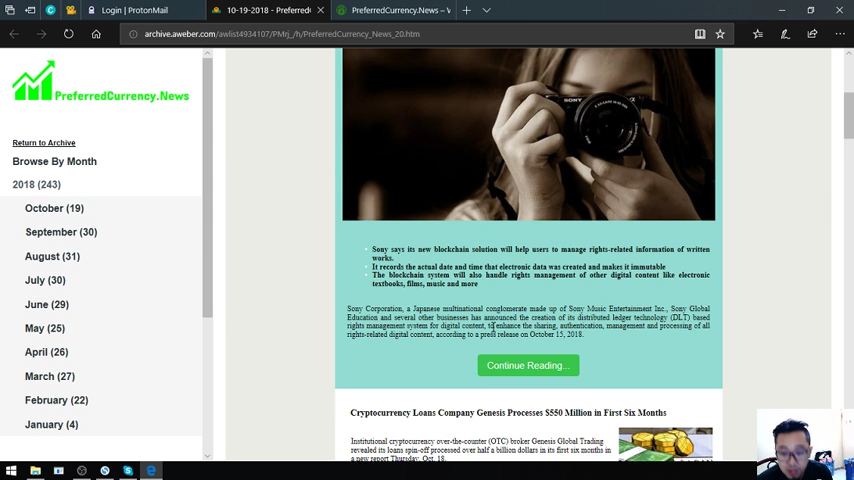 Login | ProtonMail
10-19-2018 - Preferred
PreferredCurrency.News –
archive.aweber.com/awlist4934107/PMrj_/h/PreferredCurrency_News_20.htm
PreferredCurrency.News
Return to Archive
Browse By Month
2018 (243)
October (19)
September (30)
August (31)
July (30)
June (29)
May (25)
April (26)
March (27)
February (22)
January (4)
SONY
Sony says its new blockchain solution will help users to manage rights-related information of written
works.
It records the actual date and time that electronic data was created and makes it immutable
The blockchain system will also handle rights management of other digital content like electronic
textbooks, films, music and more
Sony Corporation, a Japanese multinational conglomerate made up of Sony Music Entertainment Inc., Sony Global
Education and several other businesses has announced the creation of its distributed ledger technology (DLT) based
rights management system for digital content, to enhance the sharing, authentication, management and processing of all
rights-related digital content, according to a press release on October 15, 2018.
Continue Reading...
Cryptocurrency Loans Company Genesis Processes $550 Million in First Six Months
Institutional cryptocurrency over-the-counter (OTC) broker Genesis Global Trading
revealed its loans spin-off processed over half a billion dollars in its first six months in
a new report Thursday, Oct. 18.